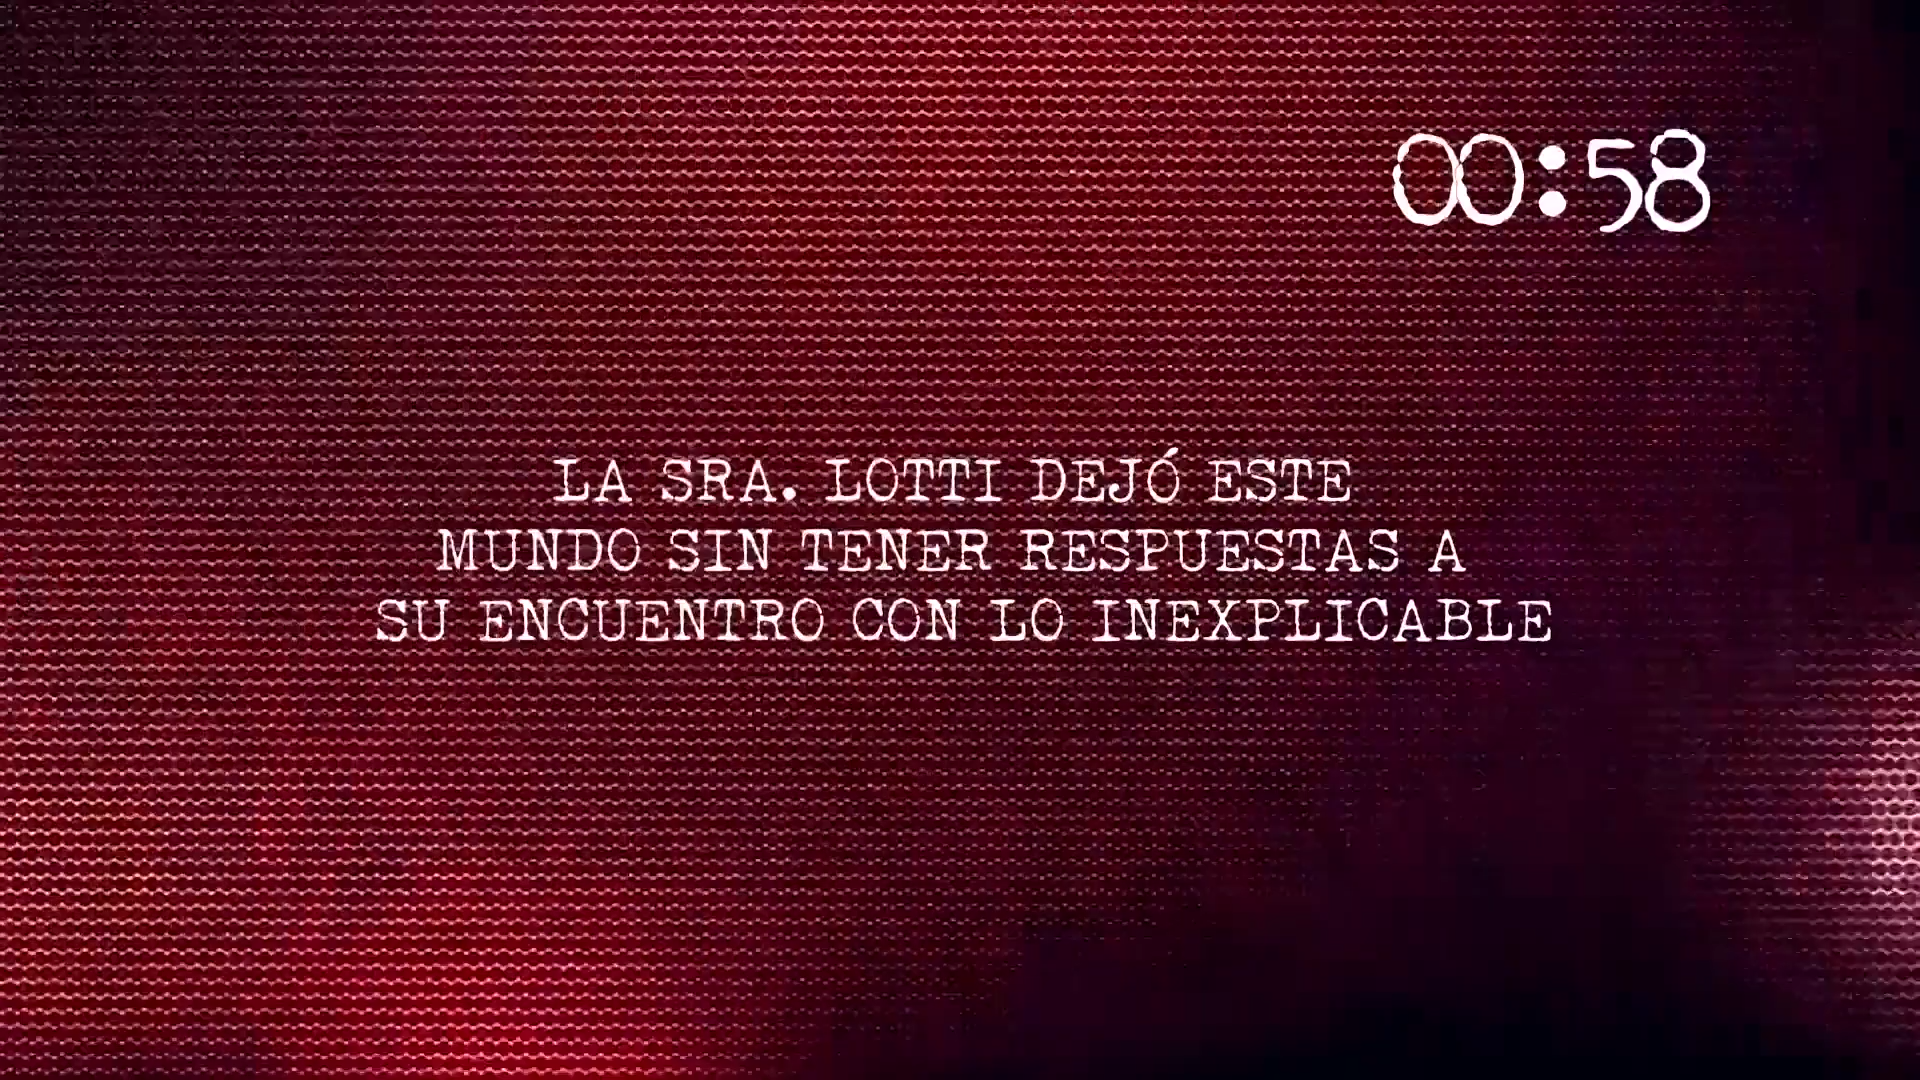 00:58
LA SRA. LOTTI DEJÓ ESTE
MUNDO SIN TENER RESPUESTAS A
SU ENCUENTRO CON LO INEXPLICABLE